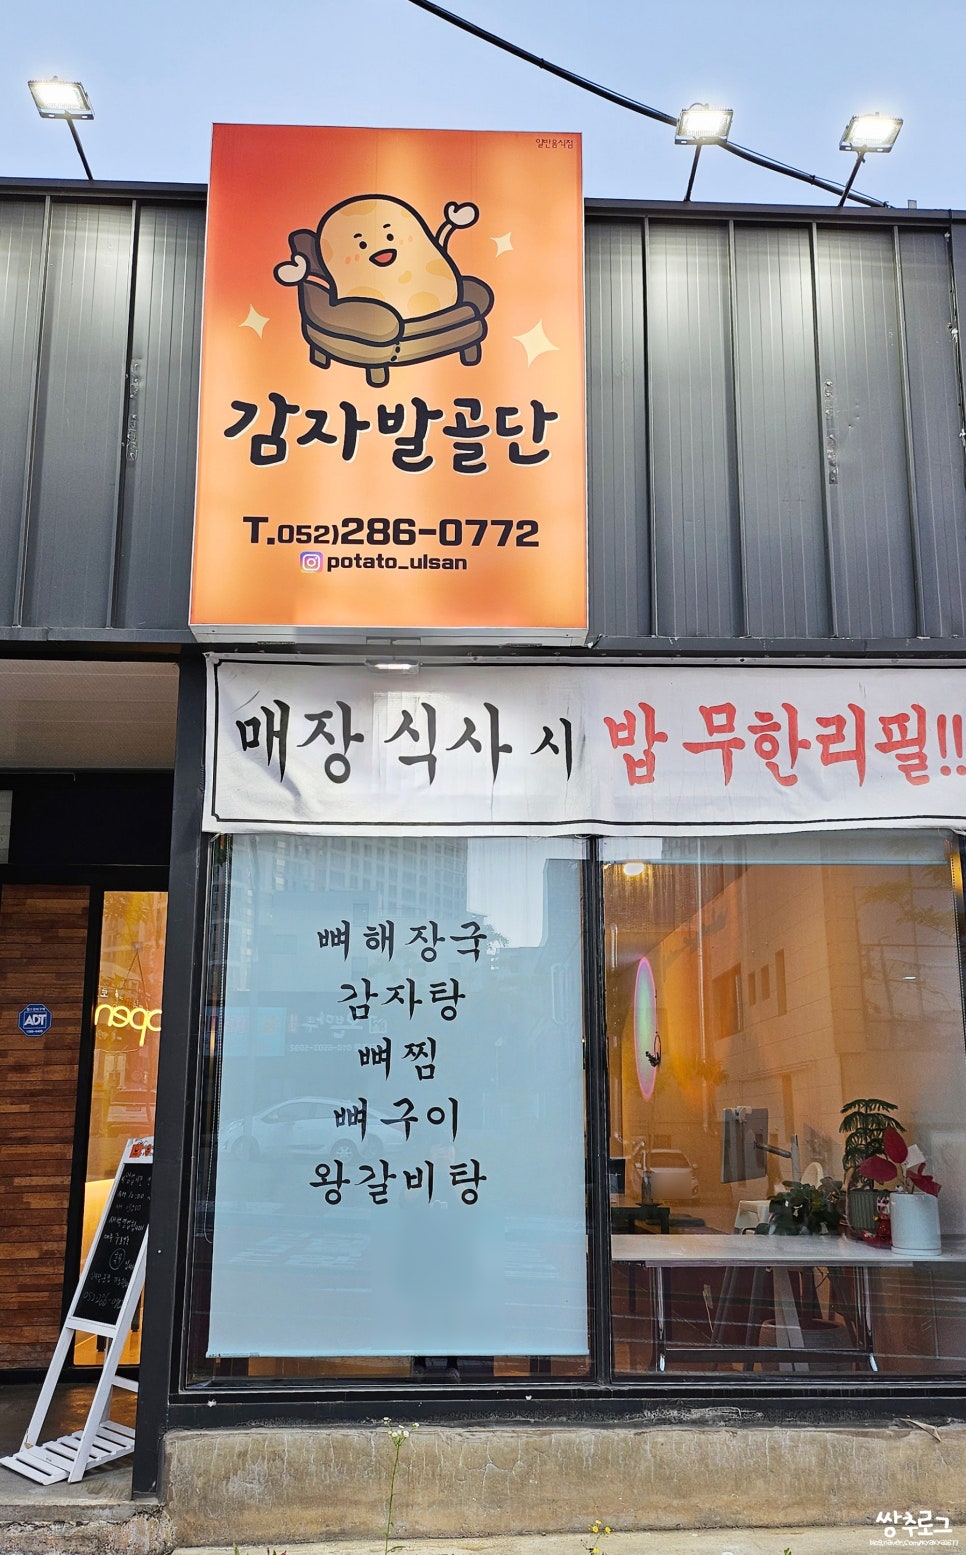 일반음식점
감자발골단
T.052)286-0772
potato_ulsan
매장 식사 시 밥 무한리필!!
뼈해장국
감자탕
뼈찜
뼈구이
왕갈비탕
open
ADT
쌍추로그